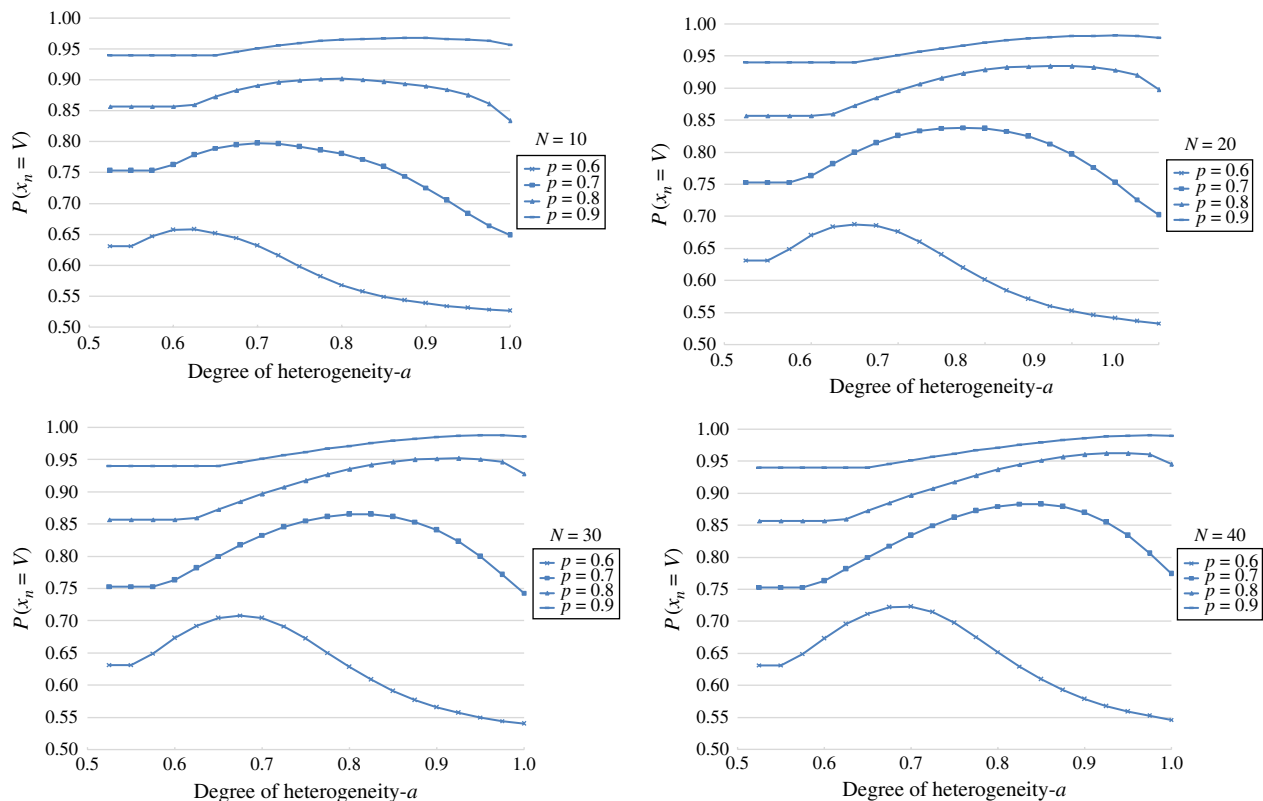 1.00
0.95
0.90
0.85
0.80
0.75
0.70
0.65
0.60
0.55
0.50
P (xₙ = V)
0.5
0.6
0.7
0.8
0.9
1.0
Degree of heterogeneity-a
N = 10
p = 0.6
p = 0.7
p = 0.8
p = 0.9
1.00
0.95
0.90
0.85
0.80
0.75
0.70
0.65
0.60
0.55
0.50
P (xₙ = V)
0.5
0.6
0.7
0.8
0.9
1.0
Degree of heterogeneity-a
N = 20
p = 0.6
p = 0.7
p = 0.8
p = 0.9
1.00
0.95
0.90
0.85
0.80
0.75
0.70
0.65
0.60
0.55
0.50
P (xₙ = V)
0.5
0.6
0.7
0.8
0.9
1.0
Degree of heterogeneity-a
N = 30
p = 0.6
p = 0.7
p = 0.8
p = 0.9
1.00
0.95
0.90
0.85
0.80
0.75
0.70
0.65
0.60
0.55
0.50
P (xₙ = V)
0.5
0.6
0.7
0.8
0.9
1.0
Degree of heterogeneity-a
N = 40
p = 0.6
p = 0.7
p = 0.8
p = 0.9